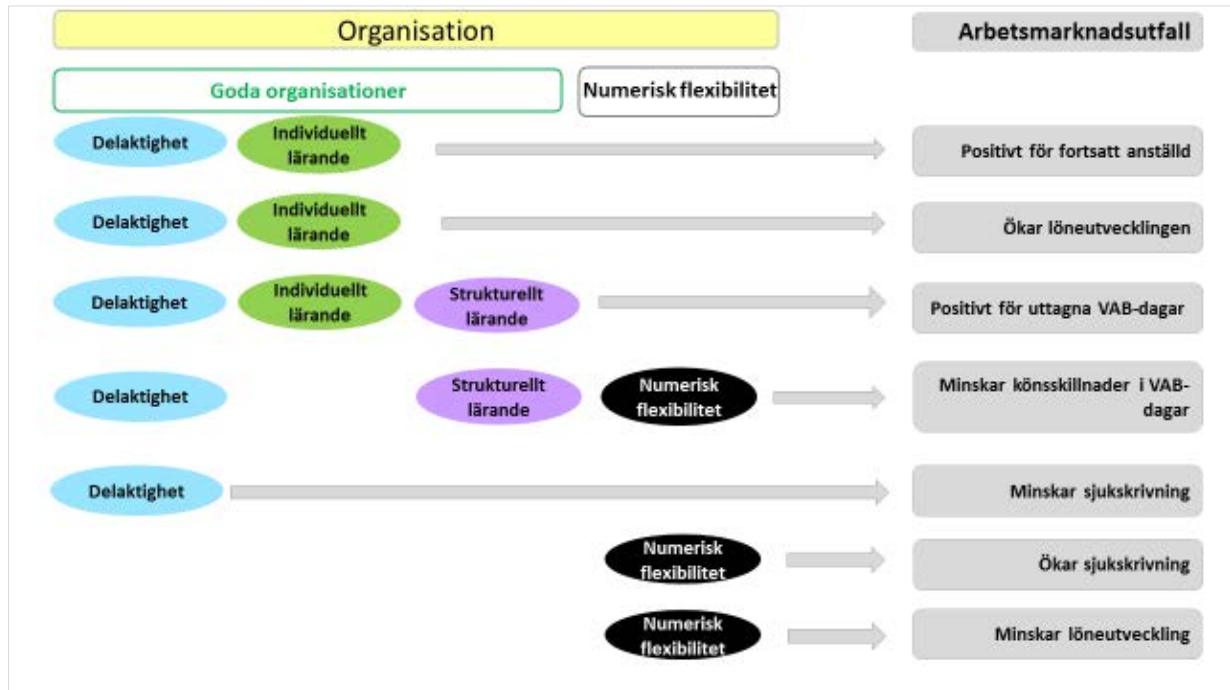 Organisation
Arbetsmarknadsutfall
Goda organisationer
Numerisk flexibilitet
Delaktighet
Individuellt
lärande
Positivt för fortsatt anställd
Delaktighet
Individuellt
lärande
Ökar löneutvecklingen
Delaktighet
Individuellt
lärande
Strukturellt
lärande
Positivt för uttagna VAB-dagar
Delaktighet
Strukturellt
lärande
Numerisk
flexibilitet
Minskar könsskillnader i VAB-
dagar
Delaktighet
Minskar sjukskrivning
Numerisk
flexibilitet
Ökar sjukskrivning
Numerisk
flexibilitet
Minskar löneutveckling